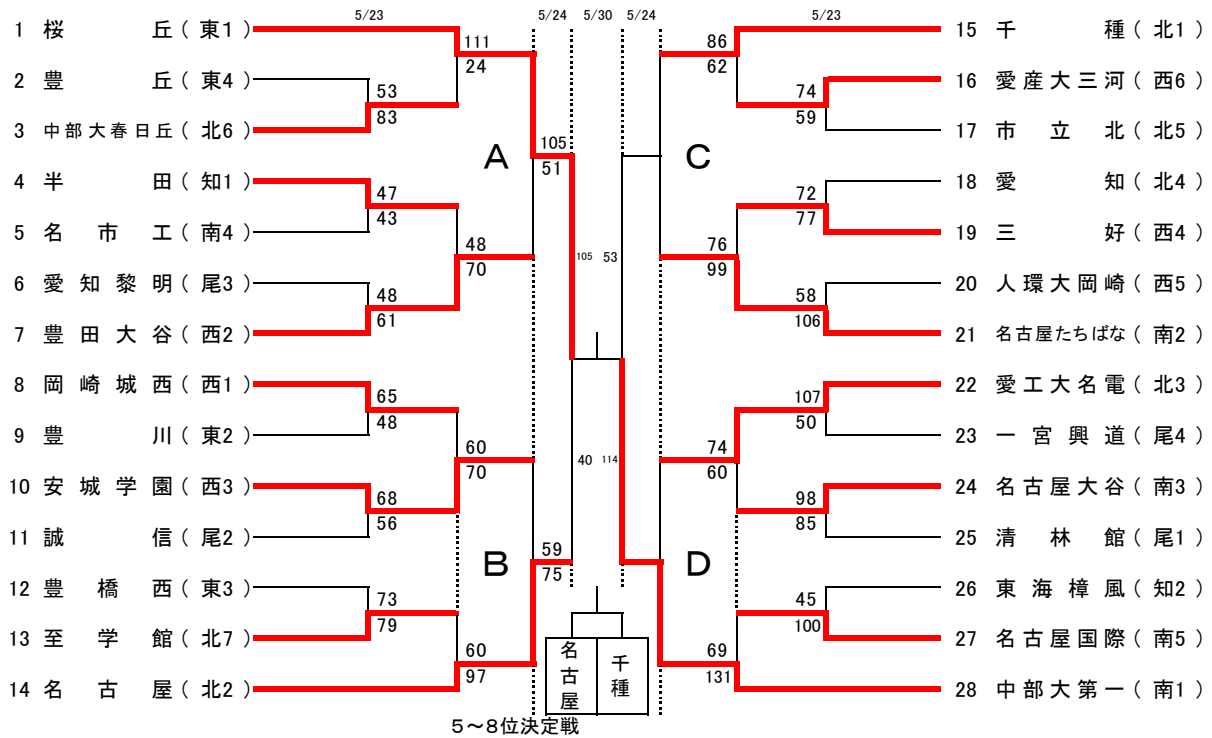 5/23 5/24 5/30 5/24 5/23
1 桜丘(東1)
2 豊丘(東4)
3 中部大春日丘(北6)
4 半田(知1)
5 名市工(南4)
6 愛知黎明(尾3)
7 豊田大谷(西2)
8 岡崎城西(西1)
9 豊川(東2)
10 安城学園(西3)
11 誠信(尾2)
12 豊橋西(東3)
13 至学館(北7)
14 名古屋(北2)
53
83
47
43
48
61
65
48
68
56
73
79
111
24
48
70
60
70
60
97
A
B
105
51
59
75
105 53
40 114
名古屋
千種
5~8位決定戦
C
D
86
62
76
99
74
60
69
131
74
59
72
77
58
106
107
50
98
85
45
100
15 千種(北1)
16 愛産大三河(西6)
17 市立北(北5)
18 愛知(北4)
19 三好(西4)
20 人環大岡崎(西5)
21 名古屋たちばな(南2)
22 愛工大名電(北3)
23 一宮興道(尾4)
24 名古屋大谷(南3)
25 清林館(尾1)
26 東海樟風(知2)
27 名古屋国際(南5)
28 中部大第一(南1)